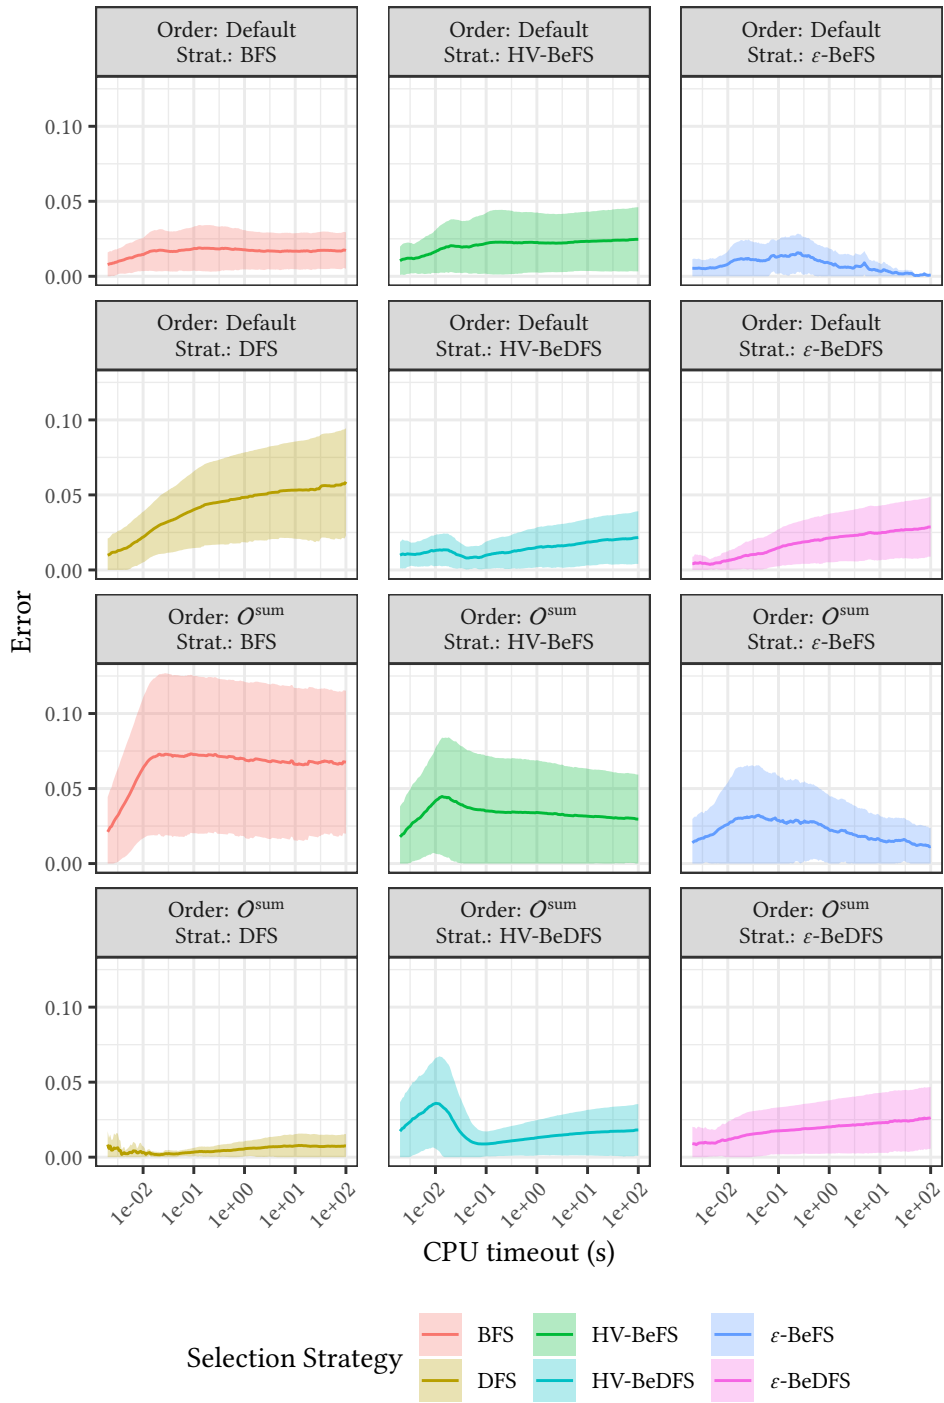 Order: Default
Strat.: BFS
Order: Default
Strat.: HV-BeFS
Order: Default
Strat.: ε-BeFS
0.10
0.05
0.00
Order: Default
Strat.: DFS
Order: Default
Strat.: HV-BeDFS
Order: Default
Strat.: ε-BeDFS
0.10
0.05
0.00
Error
Order: O^sum
Strat.: BFS
Order: O^sum
Strat.: HV-BeFS
Order: O^sum
Strat.: ε-BeFS
0.10
0.05
0.00
Order: O^sum
Strat.: DFS
Order: O^sum
Strat.: HV-BeDFS
Order: O^sum
Strat.: ε-BeDFS
0.10
0.05
0.00
1e-02 1e-01 1e+00 1e+01 1e+02
1e-02 1e-01 1e+00 1e+01 1e+02
1e-02 1e-01 1e+00 1e+01 1e+02
CPU timeout (s)
Selection Strategy
BFS
HV-BeFS
ε-BeFS
DFS
HV-BeDFS
ε-BeDFS